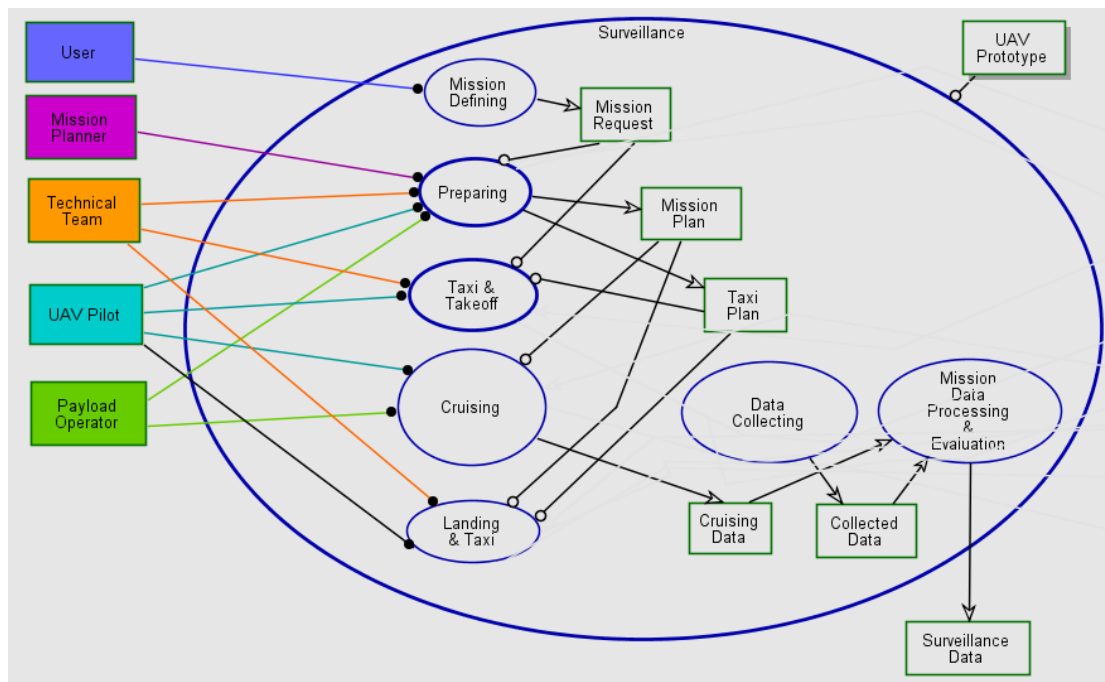 Surveillance
User
UAV
Prototype
Mission
Defining
Mission
Request
Mission
Planner
Preparing
Technical
Team
Mission
Plan
Taxi &
Takeoff
UAV Pilot
Taxi
Plan
Payload
Operator
Cruising
Data
Collecting
Mission
Data
Processing
&
Evaluation
Landing
& Taxi
Cruising
Data
Collected
Data
Surveillance
Data